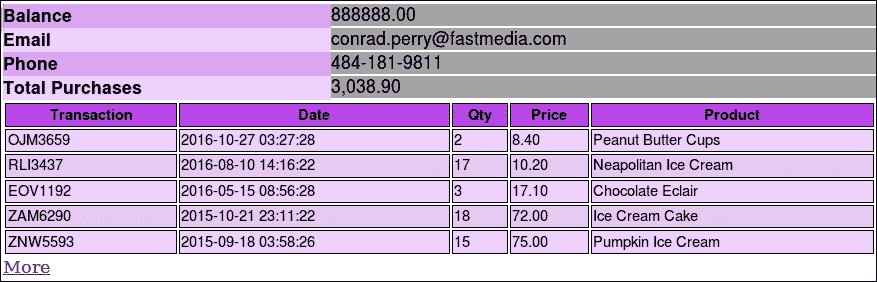 Balance 888888.00
Email conrad.perry@fastmedia.com
Phone 484-181-9811
Total Purchases 3,038.90
Transaction Date Qty Price Product
OJM3659 2016-10-27 03:27:28 2 8.40 Peanut Butter Cups
RLI3437 2016-08-10 14:16:22 17 10.20 Neapolitan Ice Cream
EOV1192 2016-05-15 08:56:28 3 17.10 Chocolate Eclair
ZAM6290 2015-10-21 23:11:22 18 72.00 Ice Cream Cake
ZNW5593 2015-09-18 03:58:26 15 75.00 Pumpkin Ice Cream
More